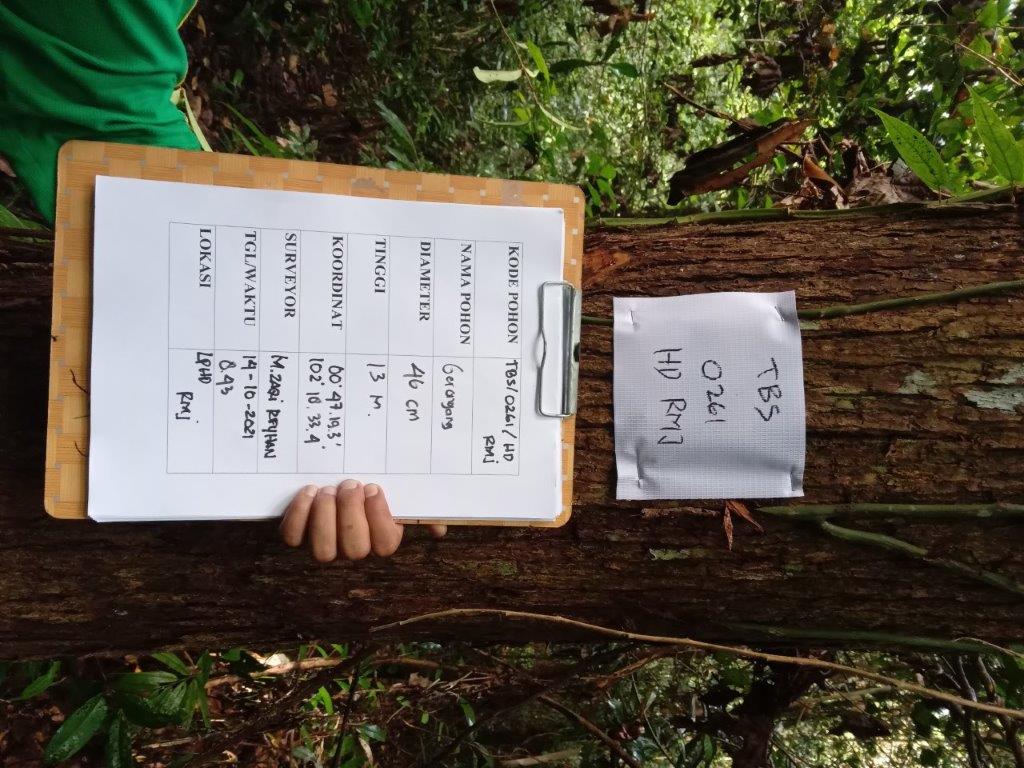 TBS
0261
HD RMJ
KODE POHON TBS/0261/HD
RMJ
NAMA POHON Gerongang
DIAMETER 46 cm
TINGGI 13 M.
KOORDINAT 00°47.19.3'
102°18.33.4'
SURVEYOR M.ZAQI REYHAN
TGL/WAKTU 14-10-2021
8.43
LOKASI LPHD
RMJ